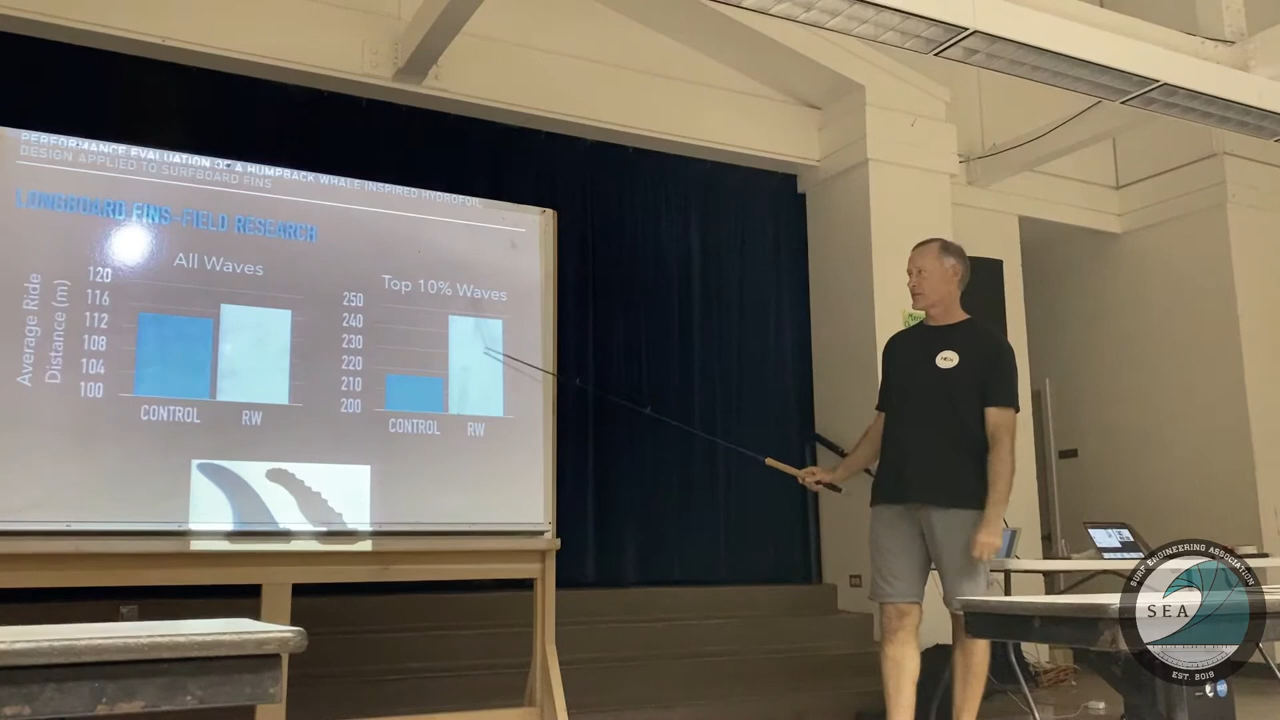 PERFORMANCE EVALUATION OF A HUMPBACK WHALE INSPIRED HYDROFOIL
DESIGN APPLIED TO SURFBOARD FINS
LONGBOARD FINS-FIELD RESEARCH
All Waves
Average Ride
Distance (m)
120
116
112
108
104
100
CONTROL
RW
Top 10% Waves
250
240
230
220
210
200
CONTROL
RW
SURF ENGINEERING ASSOCIATION
SEA
EST. 2019